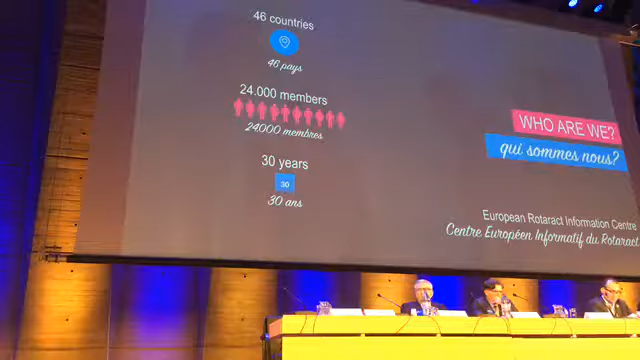 46 countries
46 pays
24.000 members
24000 membres
30 years
30
30 ans
WHO ARE WE?
qui sommes nous?
European Rotaract Information Centre
Centre Européen Informatif du Rotaract